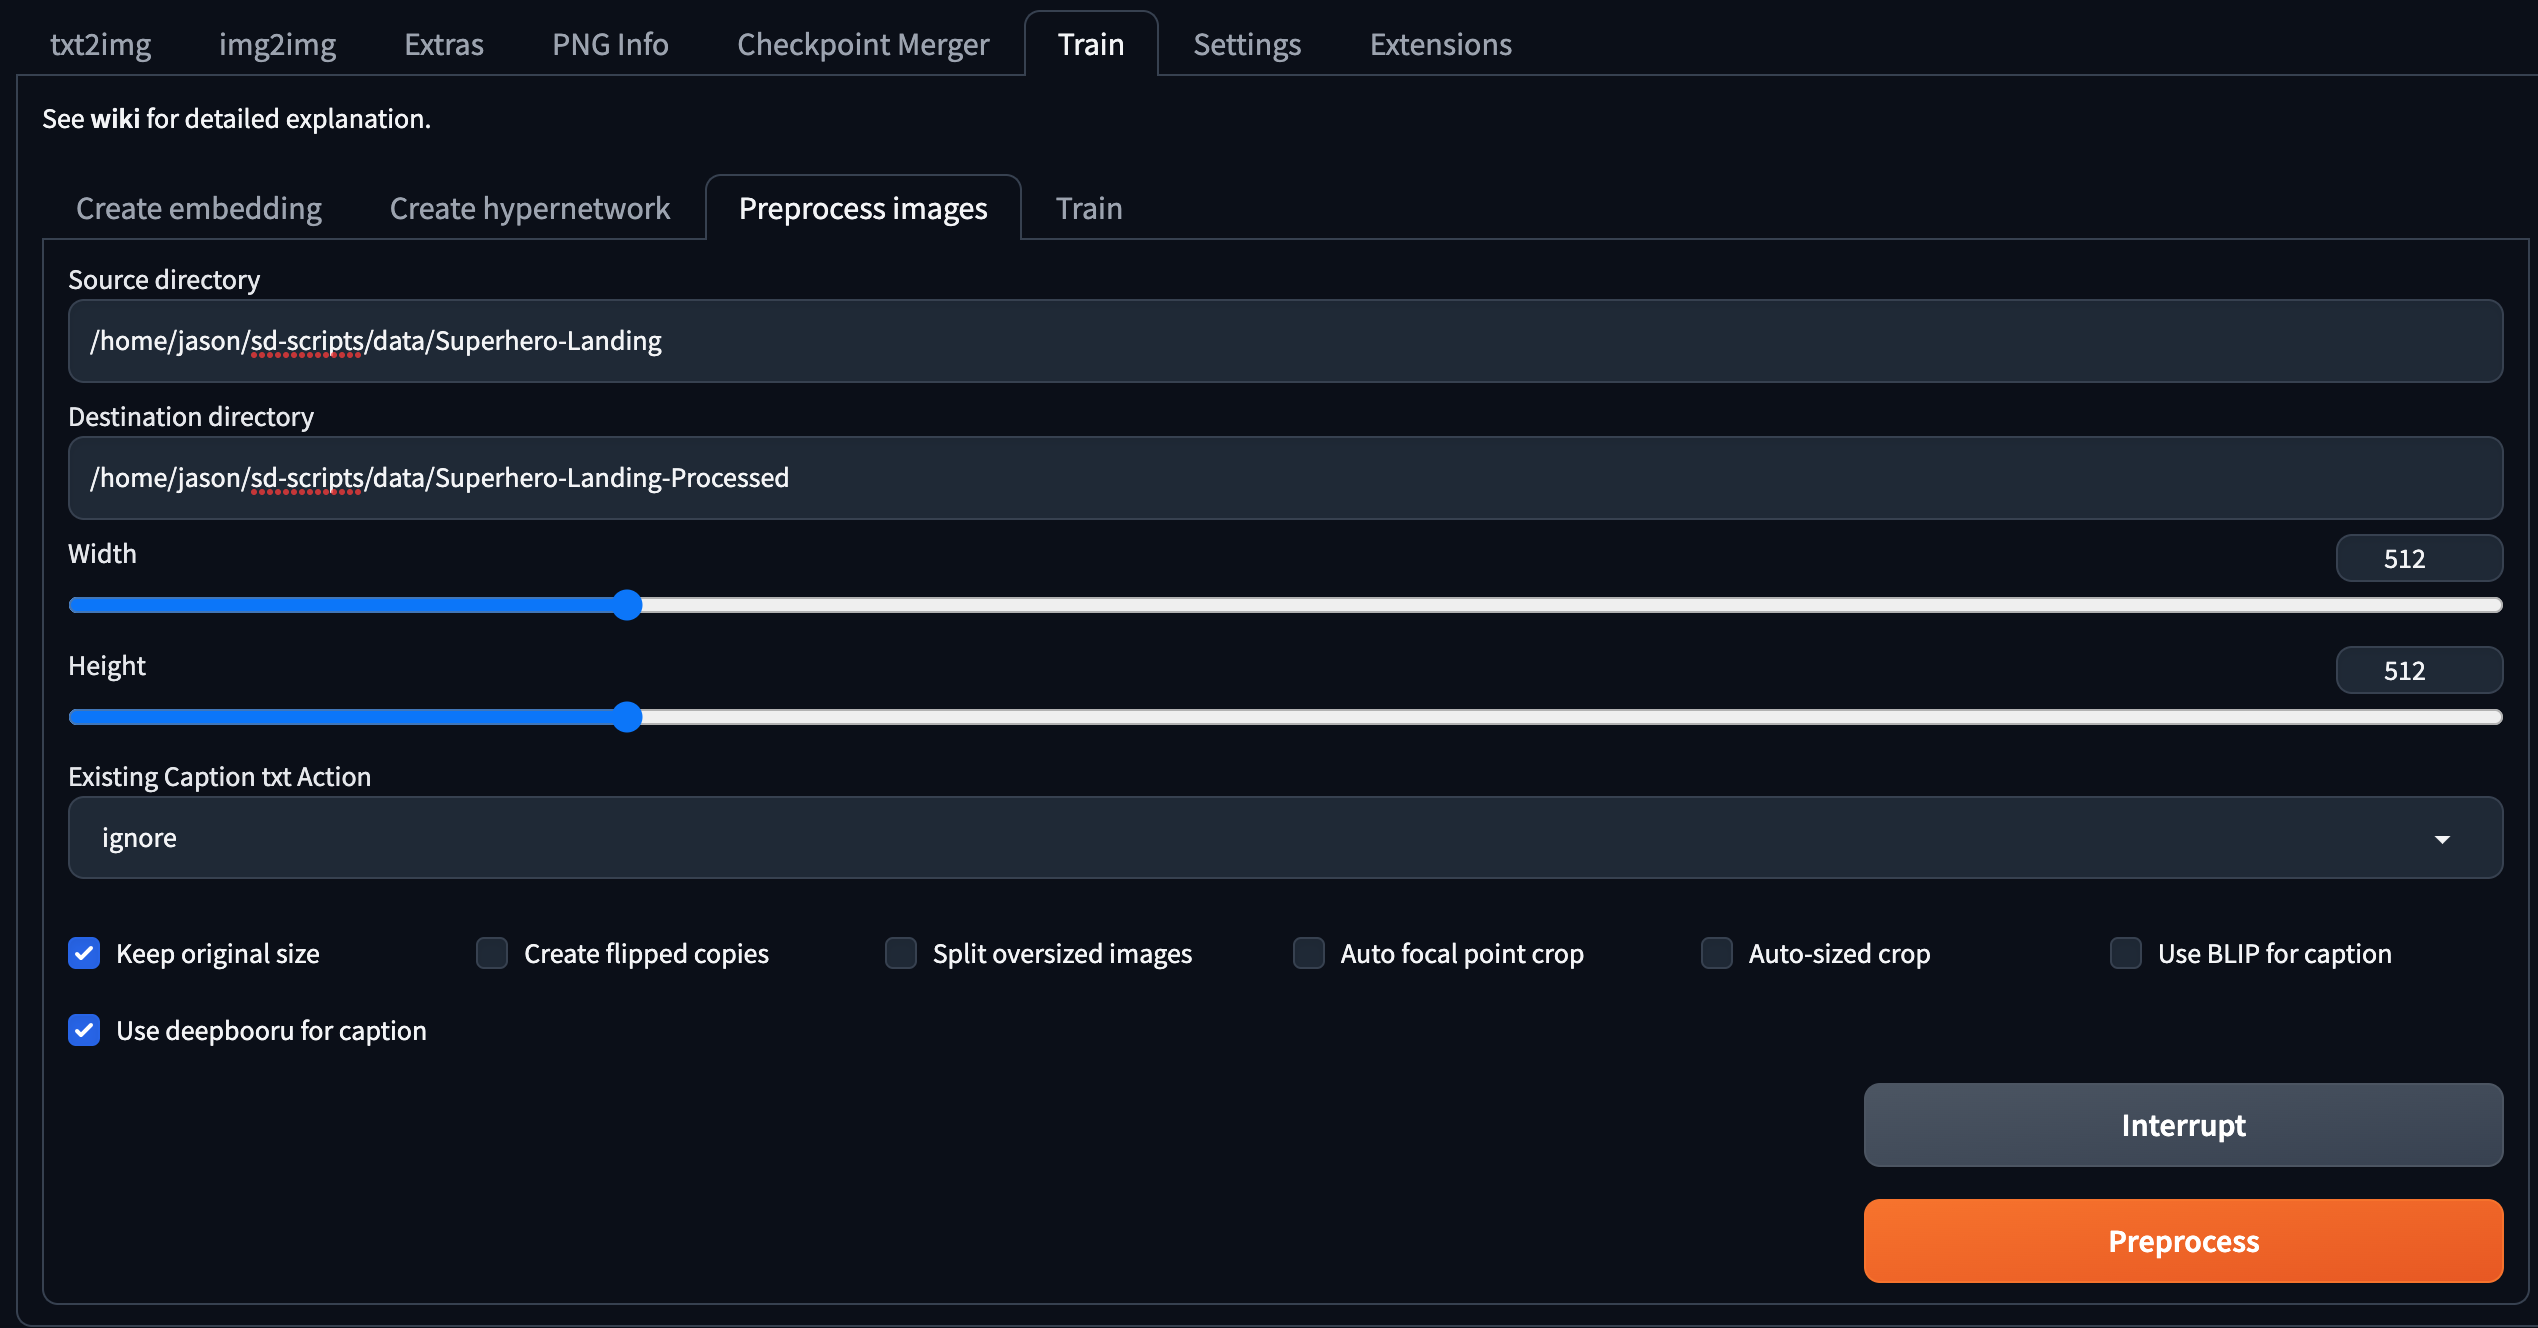 txt2img img2img Extras PNG Info Checkpoint Merger Train Settings Extensions
See wiki for detailed explanation.
Create embedding Create hypernetwork Preprocess images Train
Source directory
/home/jason/sd-scripts/data/Superhero-Landing
Destination directory
/home/jason/sd-scripts/data/Superhero-Landing-Processed
Width 512
Height 512
Existing Caption txt Action
ignore
Keep original size Create flipped copies Split oversized images Auto focal point crop Auto-sized crop Use BLIP for caption
Use deepbooru for caption
Interrupt
Preprocess